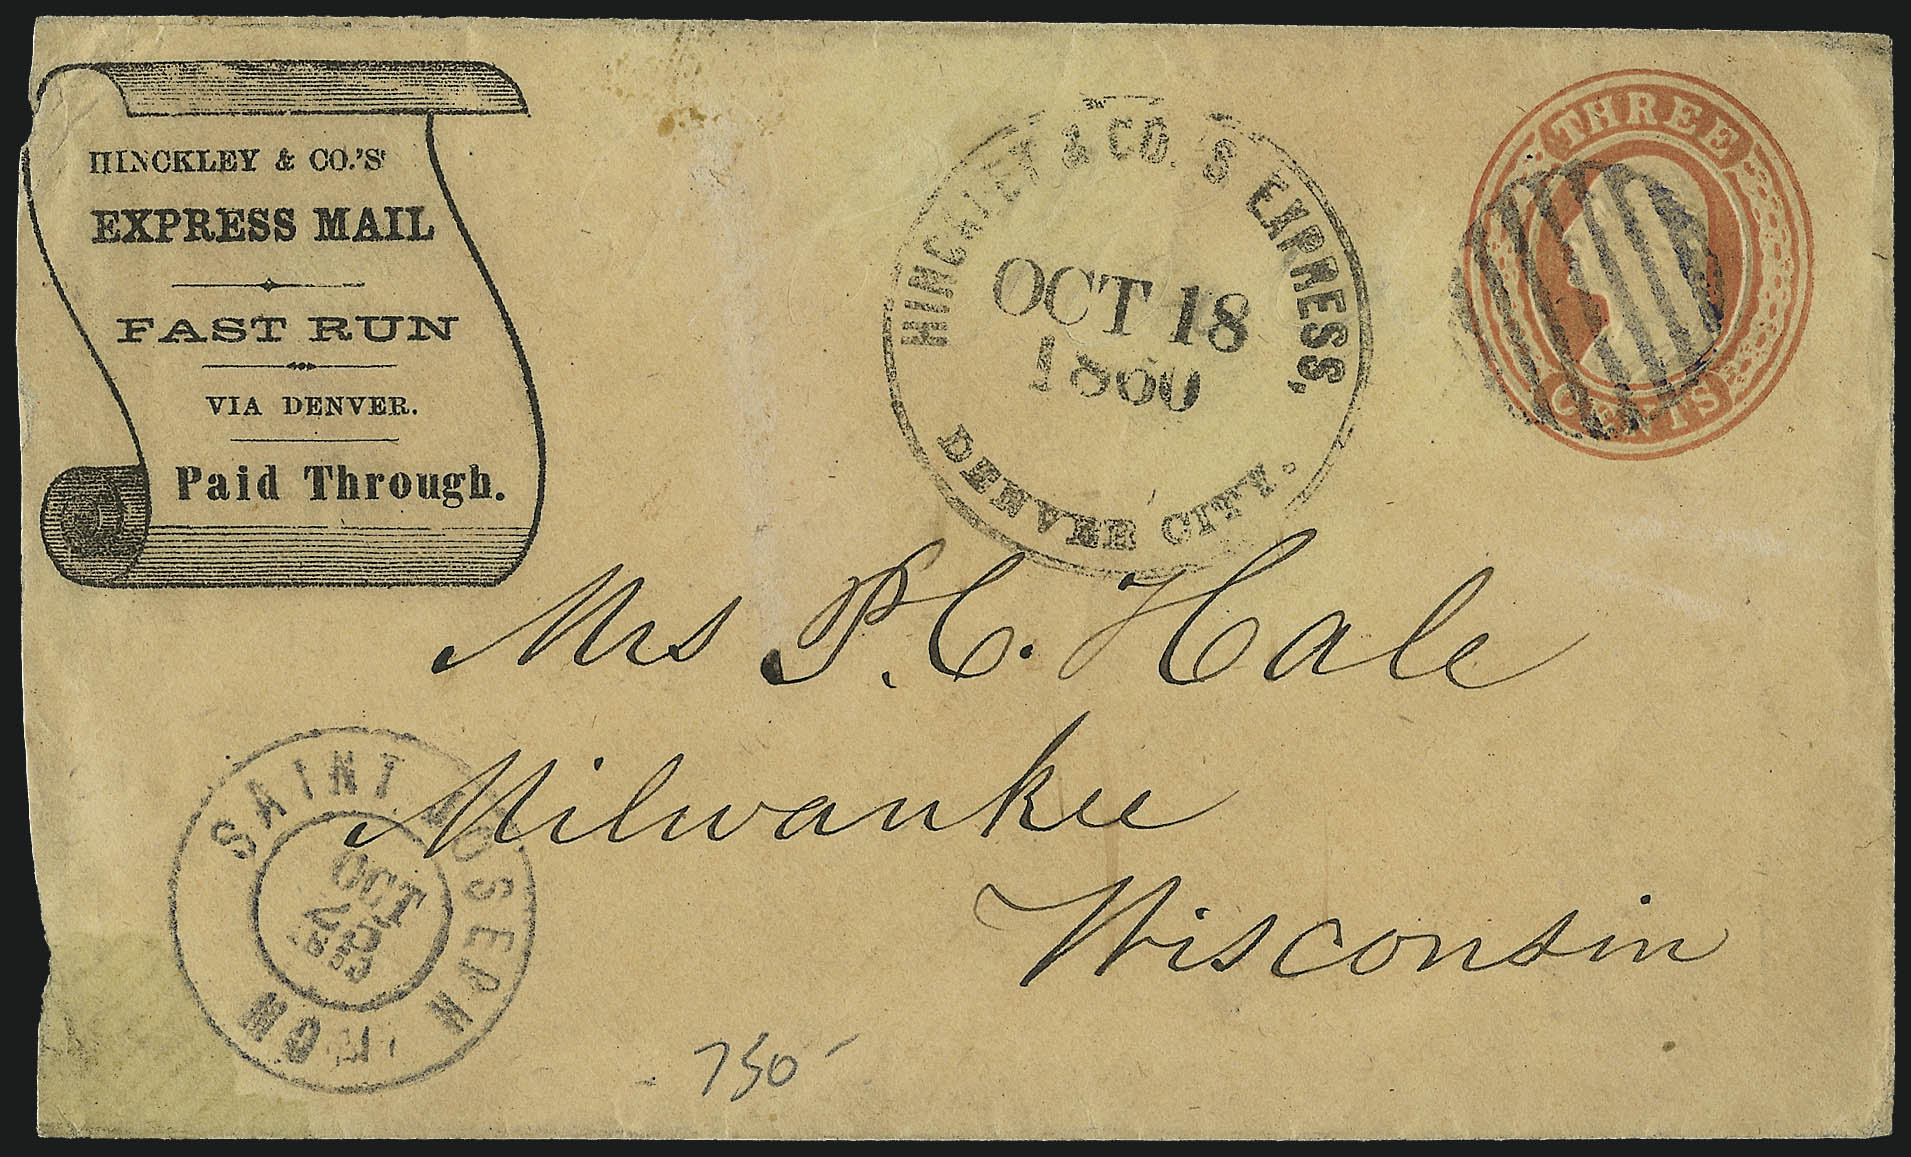 HINCKLEY & CO.'S
EXPRESS MAIL
FAST RUN
VIA DENVER.
Paid Through.
HINCKLEY & CO.'S EXPRESS,
OCT 18
1860
DENVER CITY.
THREE
CENTS
Mrs P. C. Hale
Milwaukee
Wisconsin
SAINT JOSEPH
OCT
25
MO
750